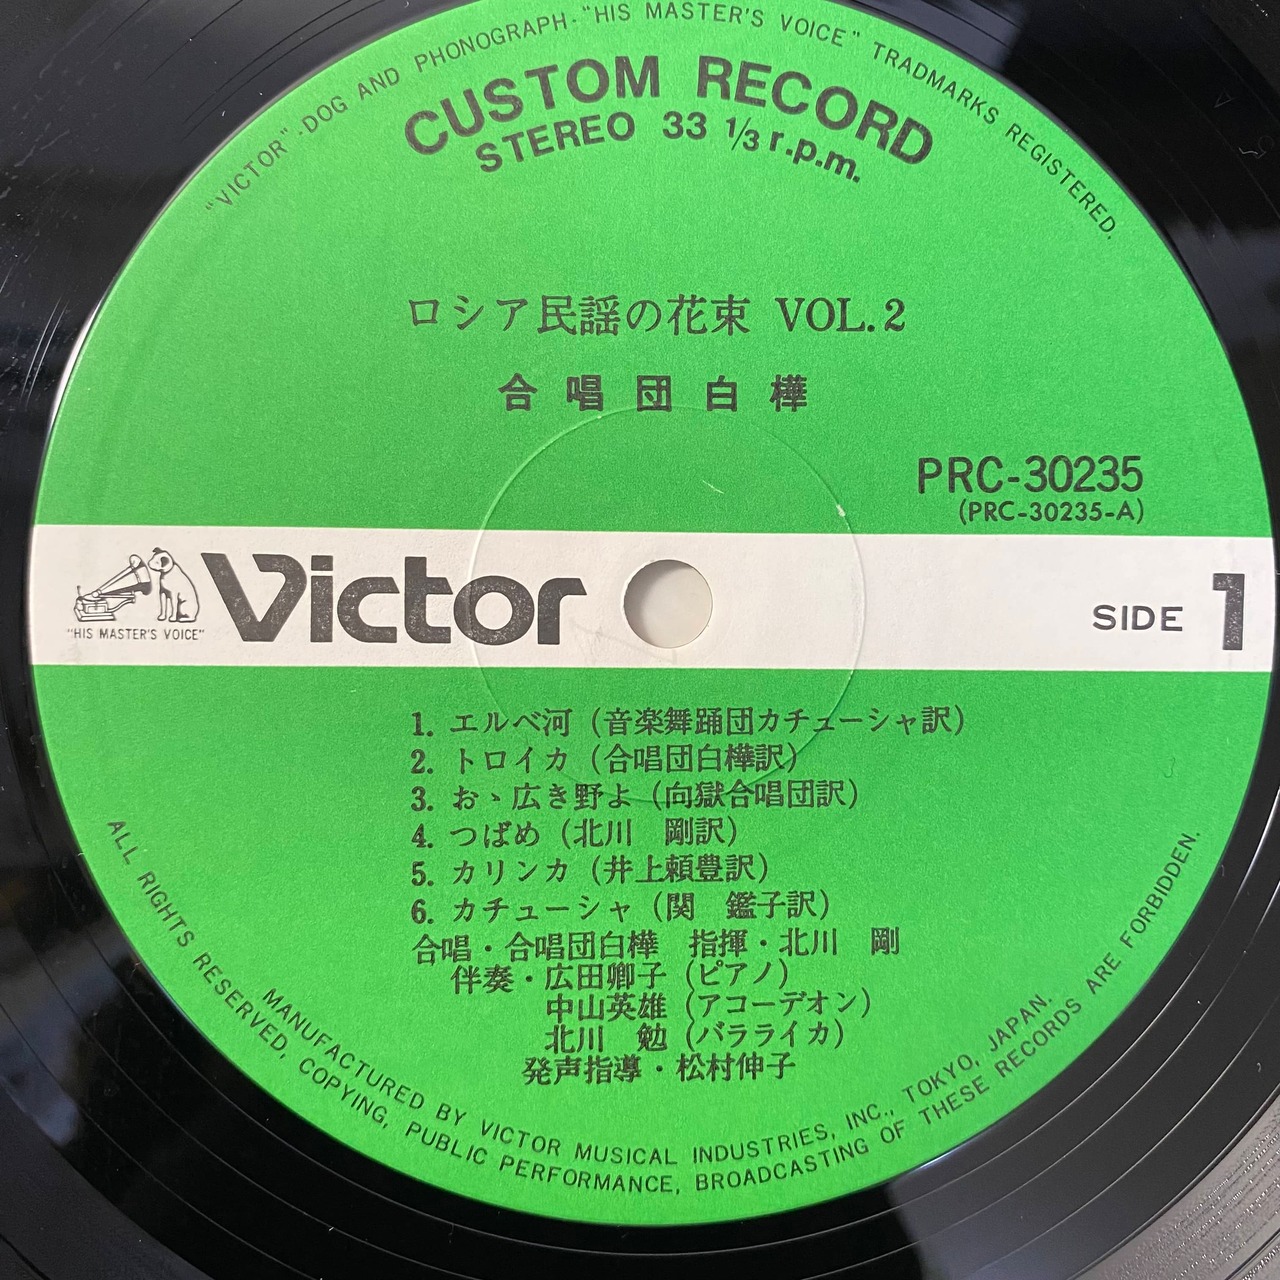 "VICTOR"-DOG AND PHONOGRAPH-"HIS MASTER'S VOICE" TRADMARKS REGISTERED.
CUSTOM RECORD
STEREO 33 1/3 r.p.m.
ロシア民謡の花束 VOL.2
合唱団白樺
PRC-30235
(PRC-30235-A)
Victor
"HIS MASTER'S VOICE"
SIDE 1
1. エルベ河（音楽舞踊団カチューシャ訳）
2. トロイカ（合唱団白樺訳）
3. おゝ広き野よ（向獄合唱団訳）
4. つばめ（北川　剛訳）
5. カリンカ（井上頼豊訳）
6. カチューシャ（関　鑑子訳）
合唱・合唱団白樺　指揮・北川　剛
伴奏・広田卿子（ピアノ）
中山英雄（アコーデオン）
北川　勉（バラライカ）
発声指導・松村伸子
MANUFACTURED BY VICTOR MUSICAL INDUSTRIES, INC., TOKYO, JAPAN.
ALL RIGHTS RESERVED, COPYING, PUBLIC PERFORMANCE, BROADCASTING OF THESE RECORDS ARE FORBIDDEN.